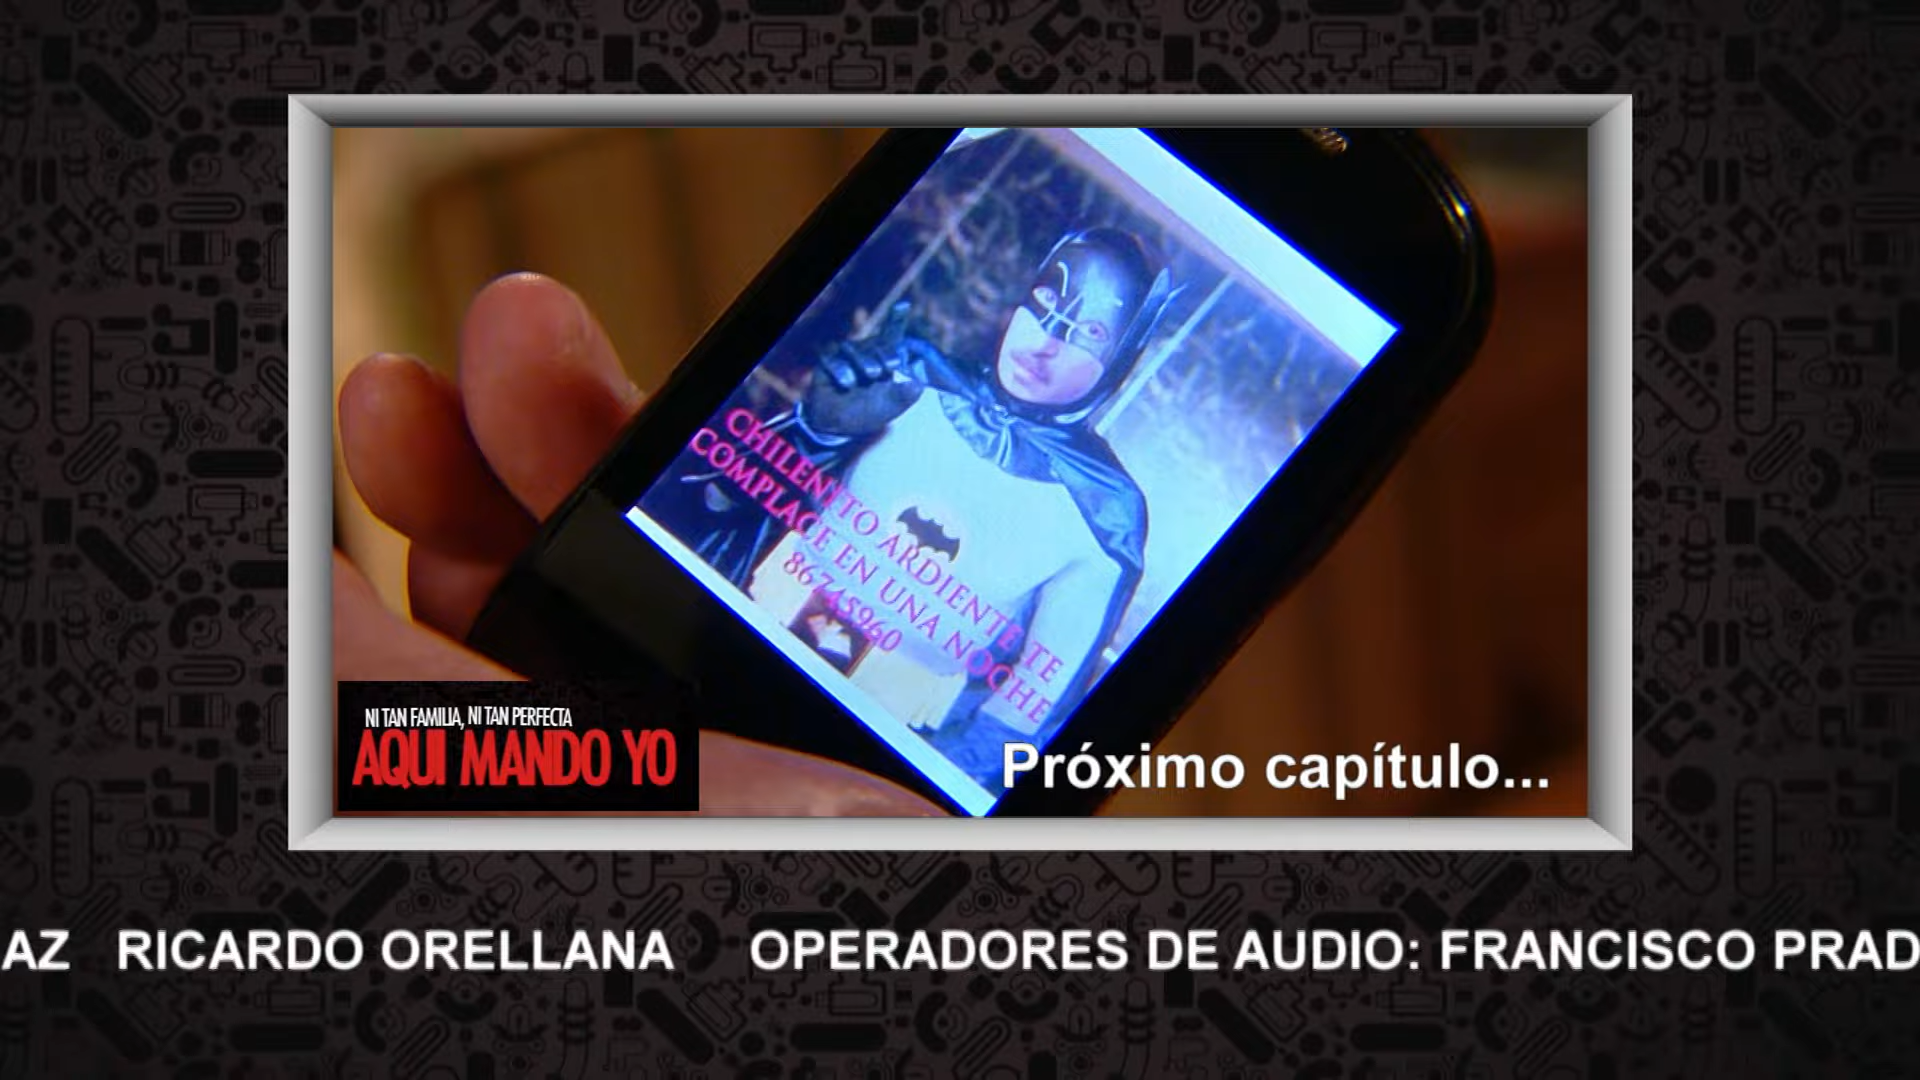 CHILENITO ARDIENTE TE
COMPLACE EN UNA NOCHE
86745960
NI TAN FAMILIA, NI TAN PERFECTA
AQUI MANDO YO
Próximo capítulo...
AZ RICARDO ORELLANA OPERADORES DE AUDIO: FRANCISCO PRAD